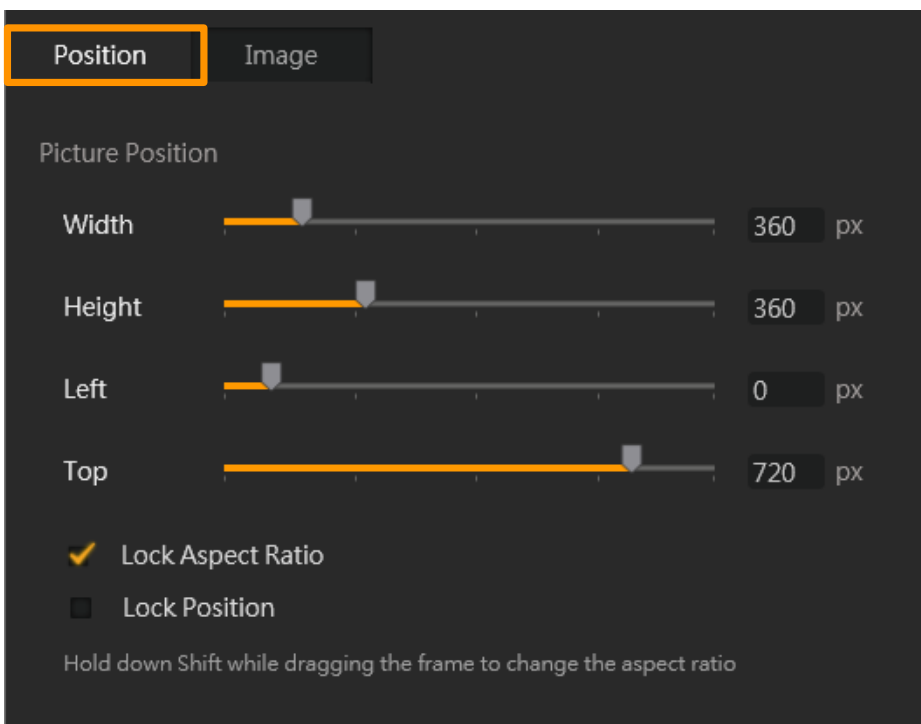 Position Image
Picture Position
Width 360 px
Height 360 px
Left 0 px
Top 720 px
Lock Aspect Ratio
Lock Position
Hold down Shift while dragging the frame to change the aspect ratio